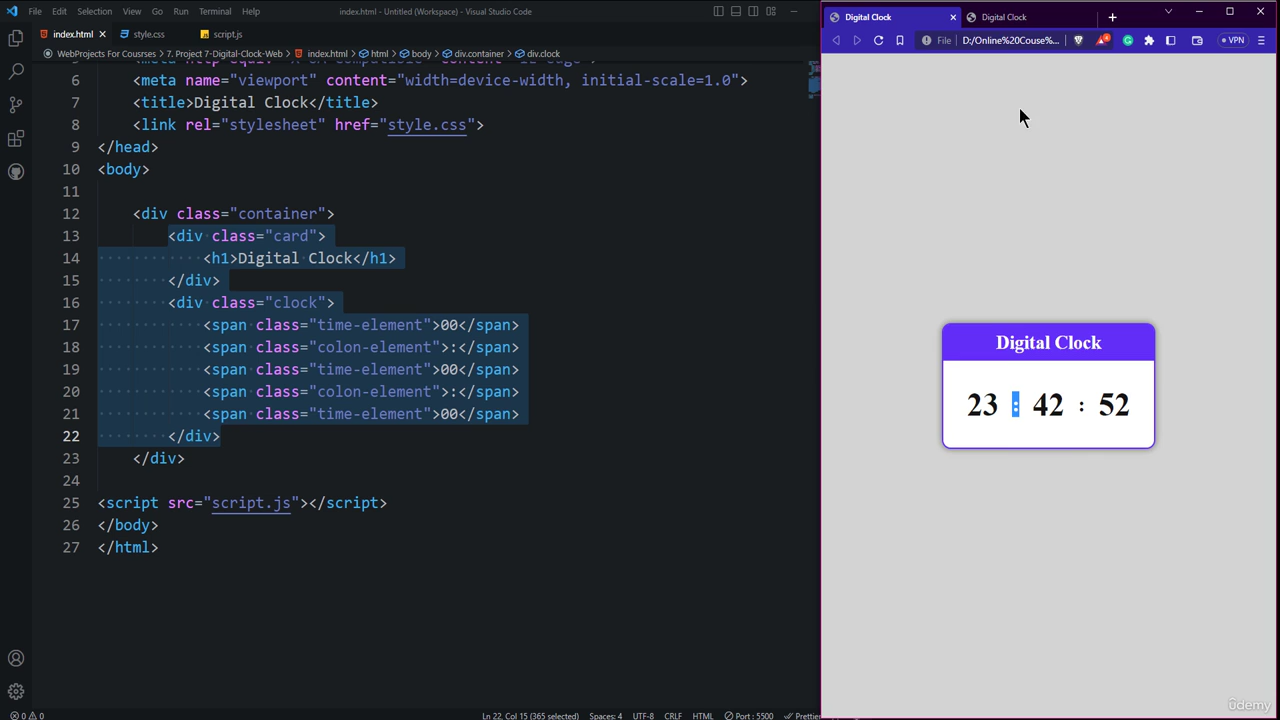 File Edit Selection View Go Run Terminal Help
index.html - Untitled (Workspace) - Visual Studio Code
index.html
style.css
script.js
WebProjects For Coursses > 7. Project 7-Digital-Clock-Web > index.html > html > body > div.container > div.clock
6 <meta name="viewport" content="width=device-width, initial-scale=1.0">
7 <title>Digital Clock</title>
8 <link rel="stylesheet" href="style.css">
9 </head>
10 <body>
11
12 <div class="container">
13 <div class="card">
14 <h1>Digital Clock</h1>
15 </div>
16 <div class="clock">
17 <span class="time-element">00</span>
18 <span class="colon-element">:</span>
19 <span class="time-element">00</span>
20 <span class="colon-element">:</span>
21 <span class="time-element">00</span>
22 </div>
23 </div>
24
25 <script src="script.js"></script>
26 </body>
27 </html>
0 0
Ln 22, Col 15 (365 selected) Spaces: 4 UTF-8 CRLF HTML Port : 5500
Digital Clock
Digital Clock
File D:/Online%20Couse%... VPN
Digital Clock
23 : 42 : 52
ûdemy